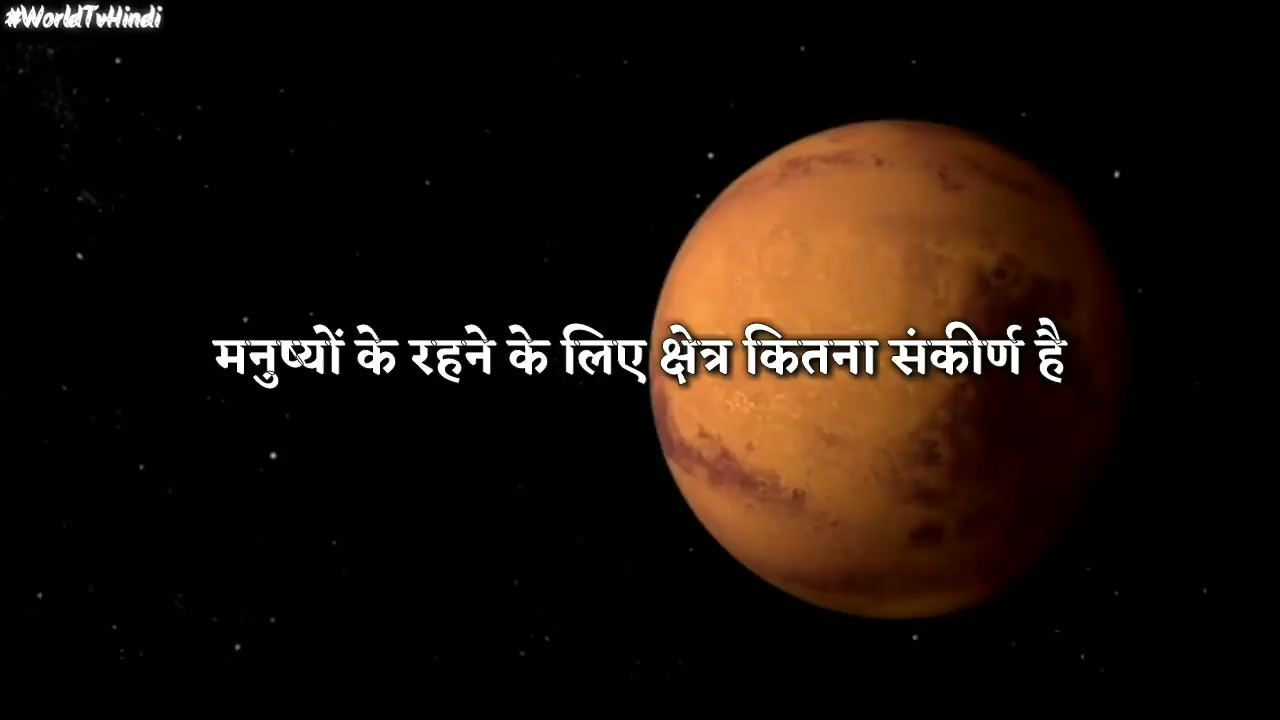 #WorldTvHindi
मनुष्यों के रहने के लिए क्षेत्र कितना संकीर्ण है